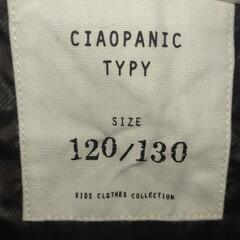 CIAOPANIC
TYPY
SIZE
120/130
KIDS CLOTHES COLLECTION